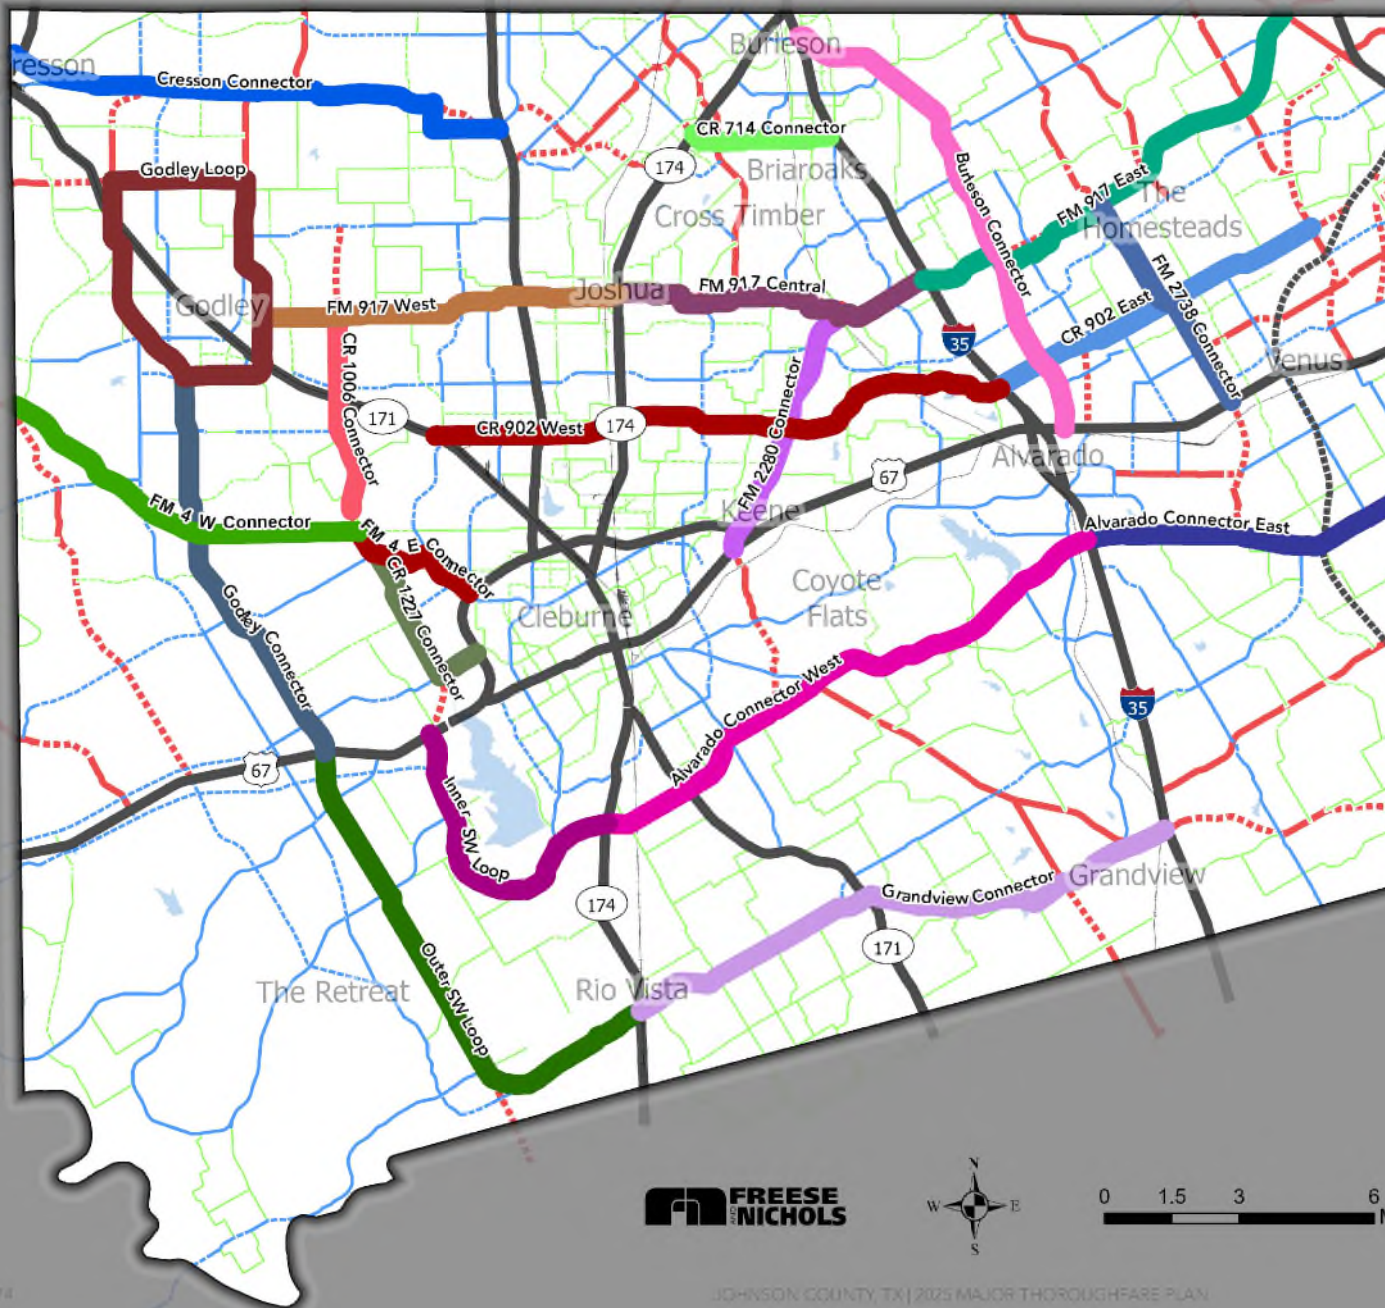 Burleson
resson
Cresson Connector
CR 714 Connector
174
Briaroaks
Godley Loop
Burleson Connector
FM 917 East
The
Homesteads
Cross Timber
Godley
FM 917 West
Joshua
FM 917 Central
FM 2738 Connector
CR 902 East
35
Venus
CR 1006 Connector
171
CR 902 West
174
FM 2280 Connector
67
Alvarado
FM 4 W Connector
Keene
Alvarado Connector East
FM 4 E Connector
CR 1227 Connector
Cleburne
Coyote
Flats
Godley Connector
Alvarado Connector West
35
67
Inner SW Loop
Grandview
Grandview Connector
174
171
Outer SW Loop
The Retreat
Rio Vista
N
W
E
S
FREESE
AND
NICHOLS
0 1.5 3 6
JOHNSON COUNTY, TX | 2025 MAJOR THOROUGHFARE PLAN